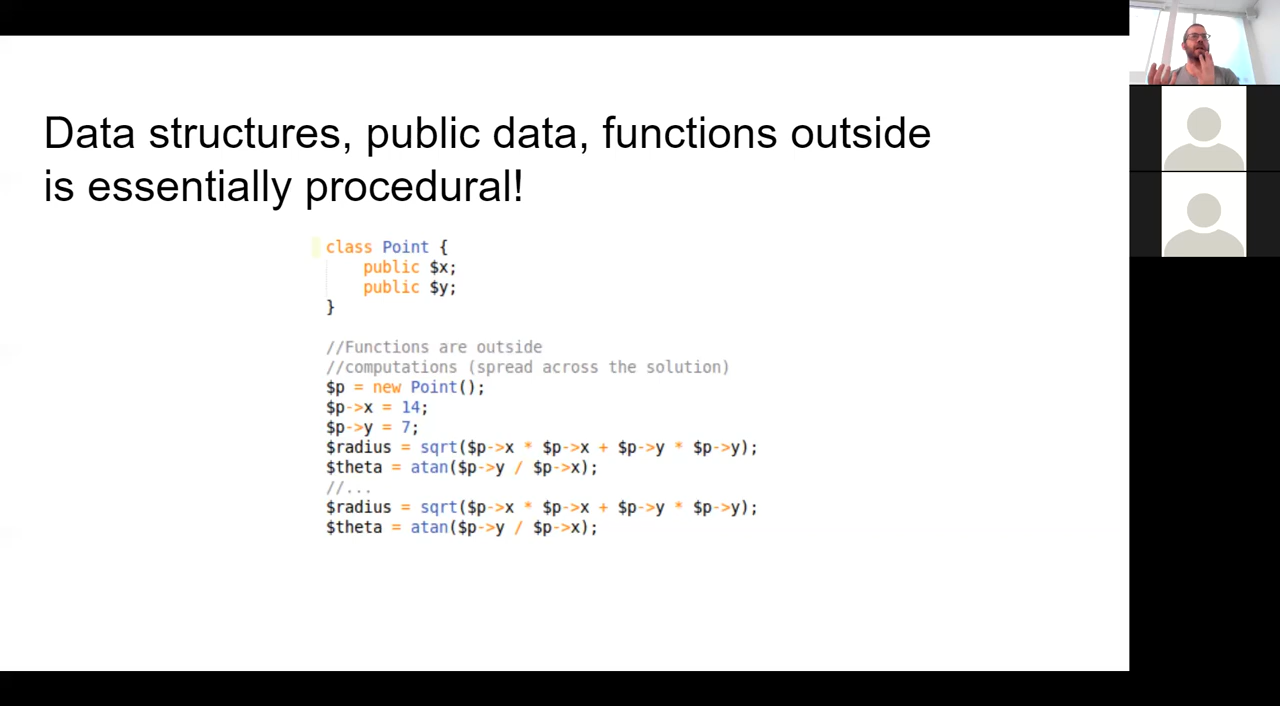 Data structures, public data, functions outside
is essentially procedural!
class Point {
    public $x;
    public $y;
}
//Functions are outside
//computations (spread across the solution)
$p = new Point();
$p->x = 14;
$p->y = 7;
$radius = sqrt($p->x * $p->x + $p->y * $p->y);
$theta = atan($p->y / $p->x);
//...
$radius = sqrt($p->x * $p->x + $p->y * $p->y);
$theta = atan($p->y / $p->x);